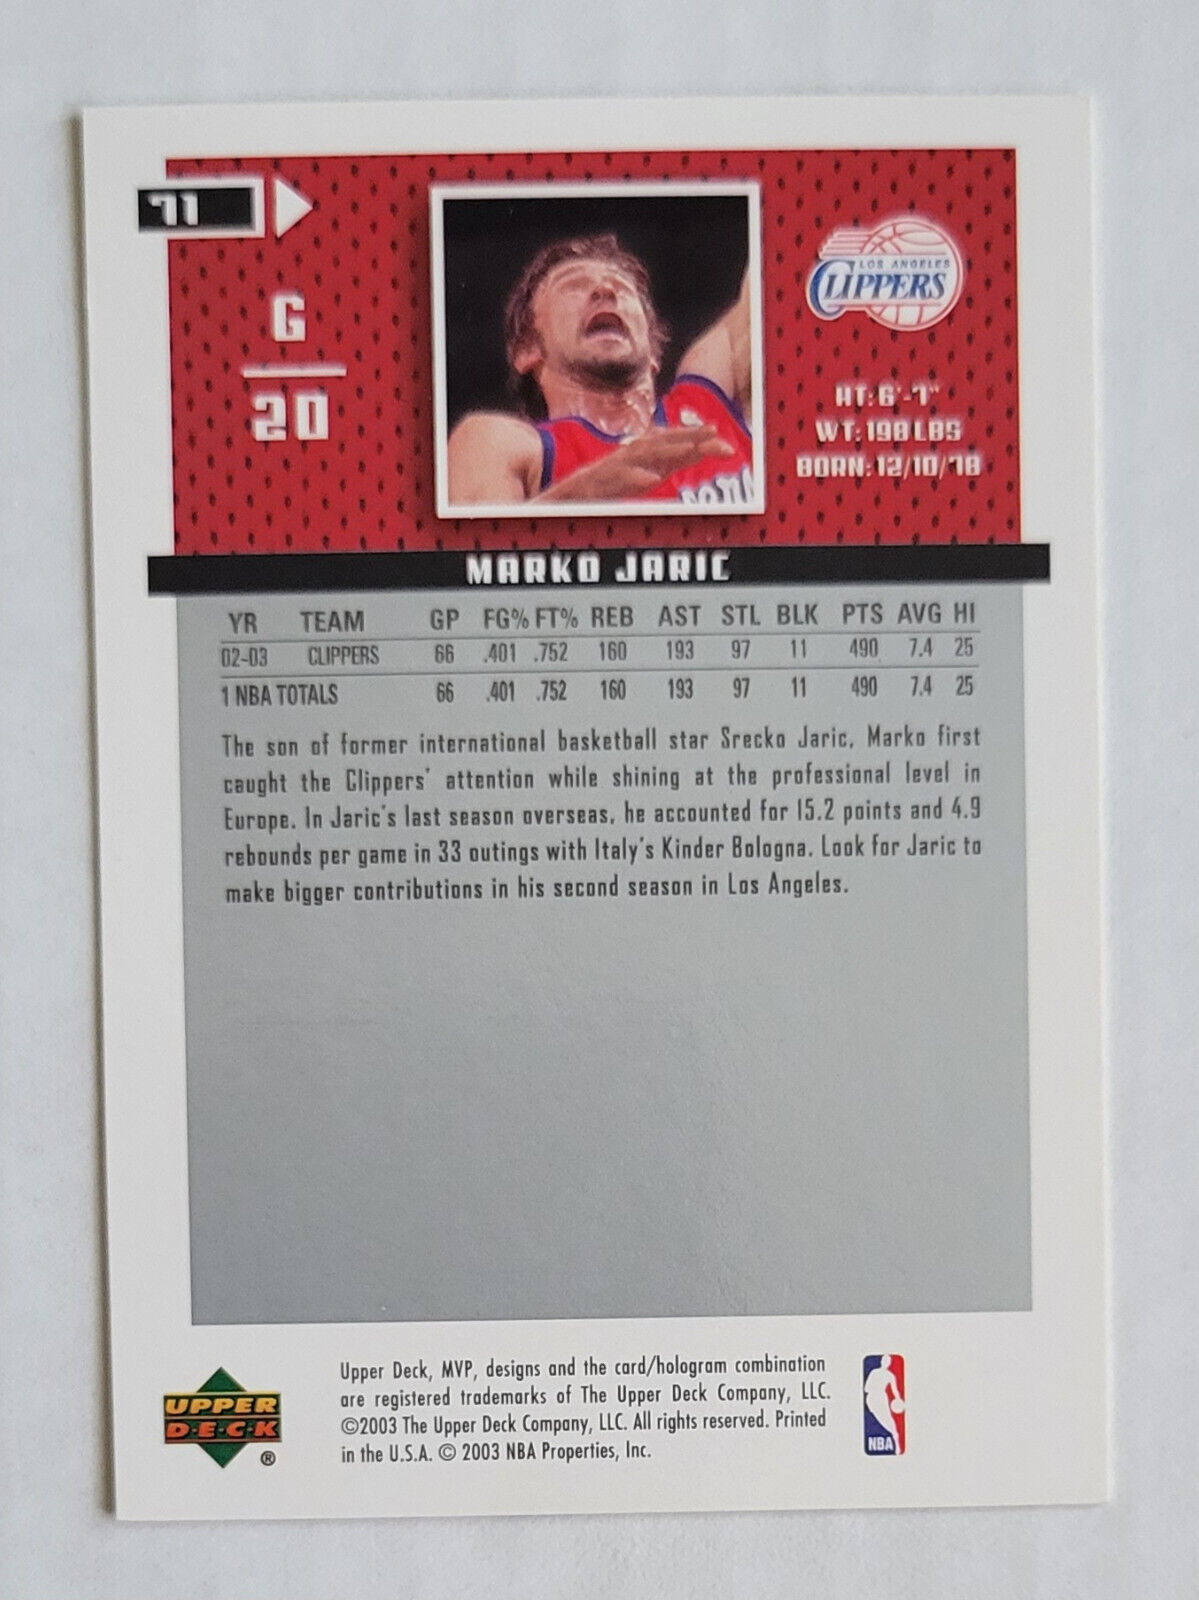 71
G
20
LOS ANGELES
CLIPPERS
HT: 6'-7"
WT: 198 LBS
BORN: 12/10/78
MARKO JARIC
YR TEAM GP FG% FT% REB AST STL BLK PTS AVG HI
02-03 CLIPPERS 66 .401 .752 160 193 97 11 490 7.4 25
1 NBA TOTALS 66 .401 .752 160 193 97 11 490 7.4 25
The son of former international basketball star Srecko Jaric, Marko first
caught the Clippers' attention while shining at the professional level in
Europe. In Jaric's last season overseas, he accounted for 15.2 points and 4.9
rebounds per game in 33 outings with Italy's Kinder Bologna. Look for Jaric to
make bigger contributions in his second season in Los Angeles.
UPPER
D·E·C·K
®
Upper Deck, MVP, designs and the card/hologram combination
are registered trademarks of The Upper Deck Company, LLC.
©2003 The Upper Deck Company, LLC. All rights reserved. Printed
in the U.S.A. © 2003 NBA Properties, Inc.
NBA